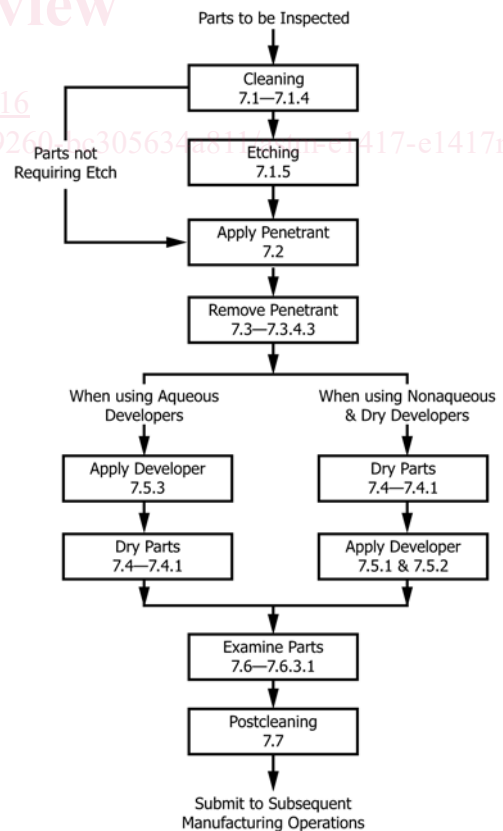 view
Parts to be Inspected
Cleaning
7.1—7.1.4
16
Parts not
Requiring Etch
Etching
7.1.5
Apply Penetrant
7.2
Remove Penetrant
7.3—7.3.4.3
When using Aqueous
Developers
When using Nonaqueous
& Dry Developers
Apply Developer
7.5.3
Dry Parts
7.4—7.4.1
Dry Parts
7.4—7.4.1
Apply Developer
7.5.1 & 7.5.2
Examine Parts
7.6—7.6.3.1
Postcleaning
7.7
Submit to Subsequent
Manufacturing Operations